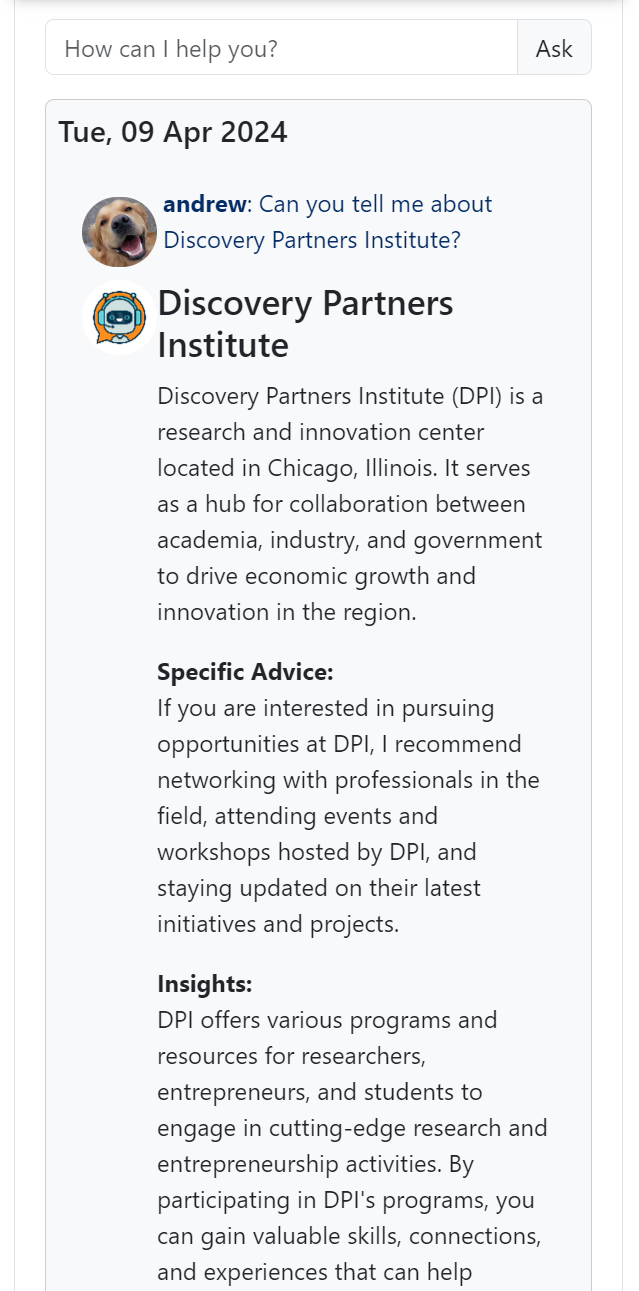 How can I help you?
Ask
Tue, 09 Apr 2024
andrew: Can you tell me about
Discovery Partners Institute?
Discovery Partners
Institute
Discovery Partners Institute (DPI) is a
research and innovation center
located in Chicago, Illinois. It serves
as a hub for collaboration between
academia, industry, and government
to drive economic growth and
innovation in the region.
Specific Advice:
If you are interested in pursuing
opportunities at DPI, I recommend
networking with professionals in the
field, attending events and
workshops hosted by DPI, and
staying updated on their latest
initiatives and projects.
Insights:
DPI offers various programs and
resources for researchers,
entrepreneurs, and students to
engage in cutting-edge research and
entrepreneurship activities. By
participating in DPI's programs, you
can gain valuable skills, connections,
and experiences that can help